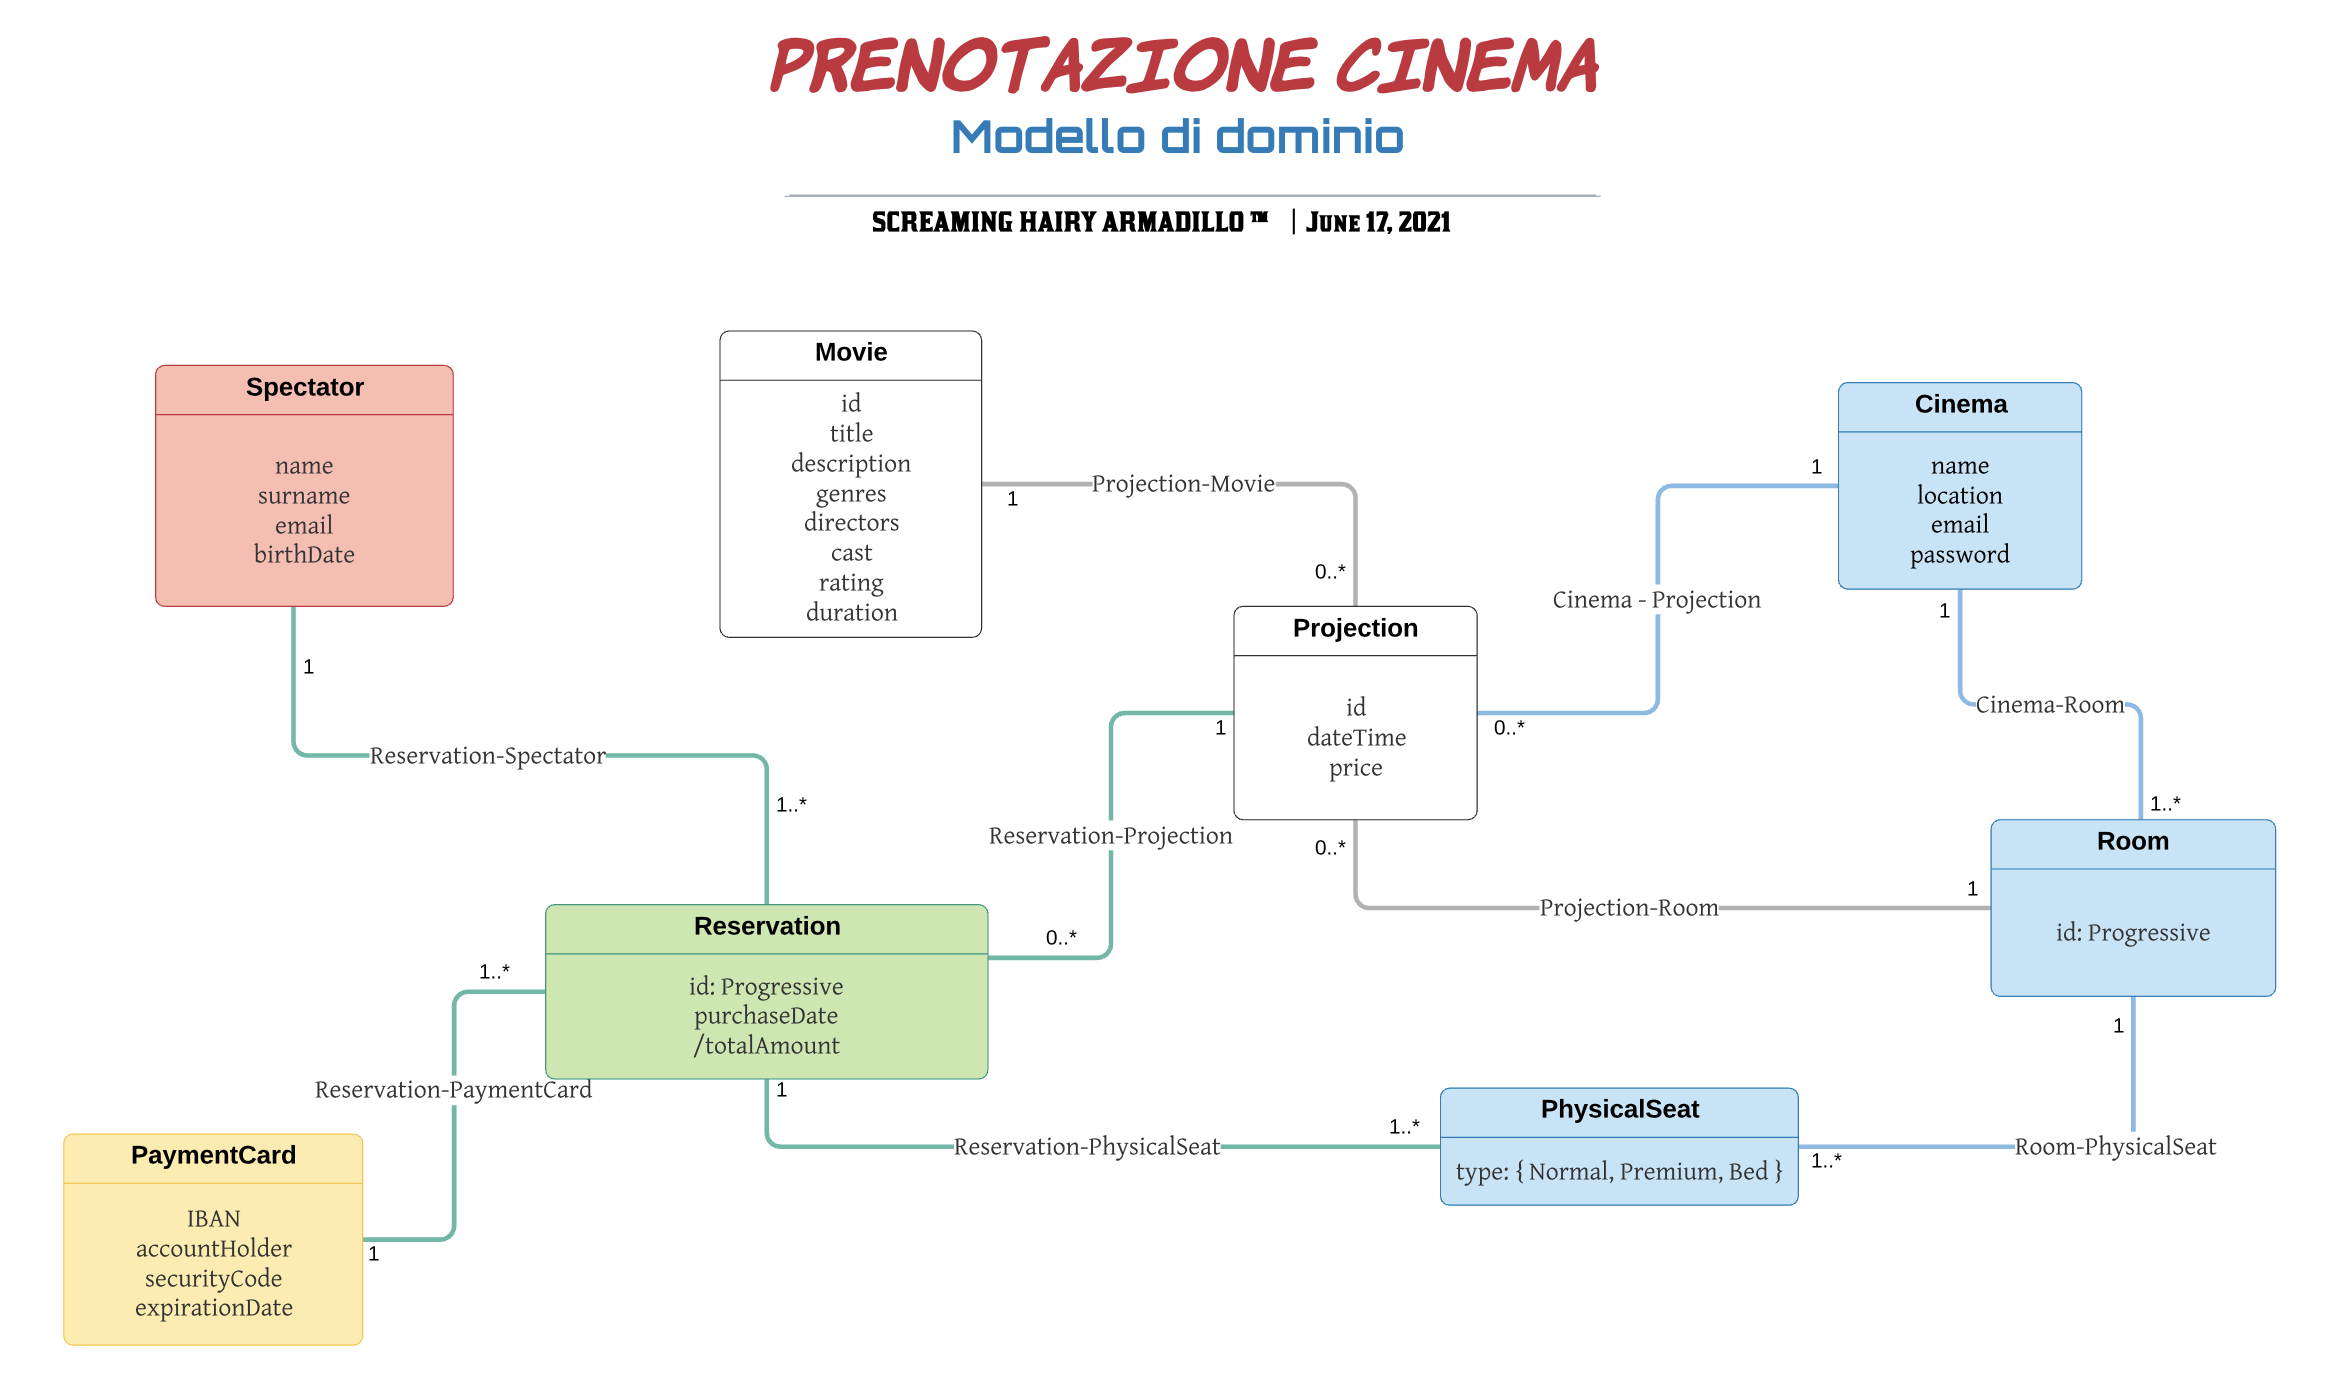 PRENOTAZIONE CINEMA
Modello di dominio
SCREAMING HAIRY ARMADILLO ™ | JUNE 17, 2021
Movie
id
title
description
genres
directors
cast
rating
duration
Spectator
name
surname
email
birthDate
Cinema
name
location
email
password
1
Projection-Movie
0..*
1
Cinema - Projection
0..*
1
Cinema-Room
1..*
Projection
id
dateTime
price
1
Reservation-Spectator
1..*
1
Reservation-Projection
0..*
0..*
Projection-Room
1
Room
id: Progressive
Reservation
id: Progressive
purchaseDate
/totalAmount
1..*
Reservation-PaymentCard
1
1
Reservation-PhysicalSeat
1..*
PhysicalSeat
type: { Normal, Premium, Bed }
1
Room-PhysicalSeat
1..*
PaymentCard
IBAN
accountHolder
securityCode
expirationDate